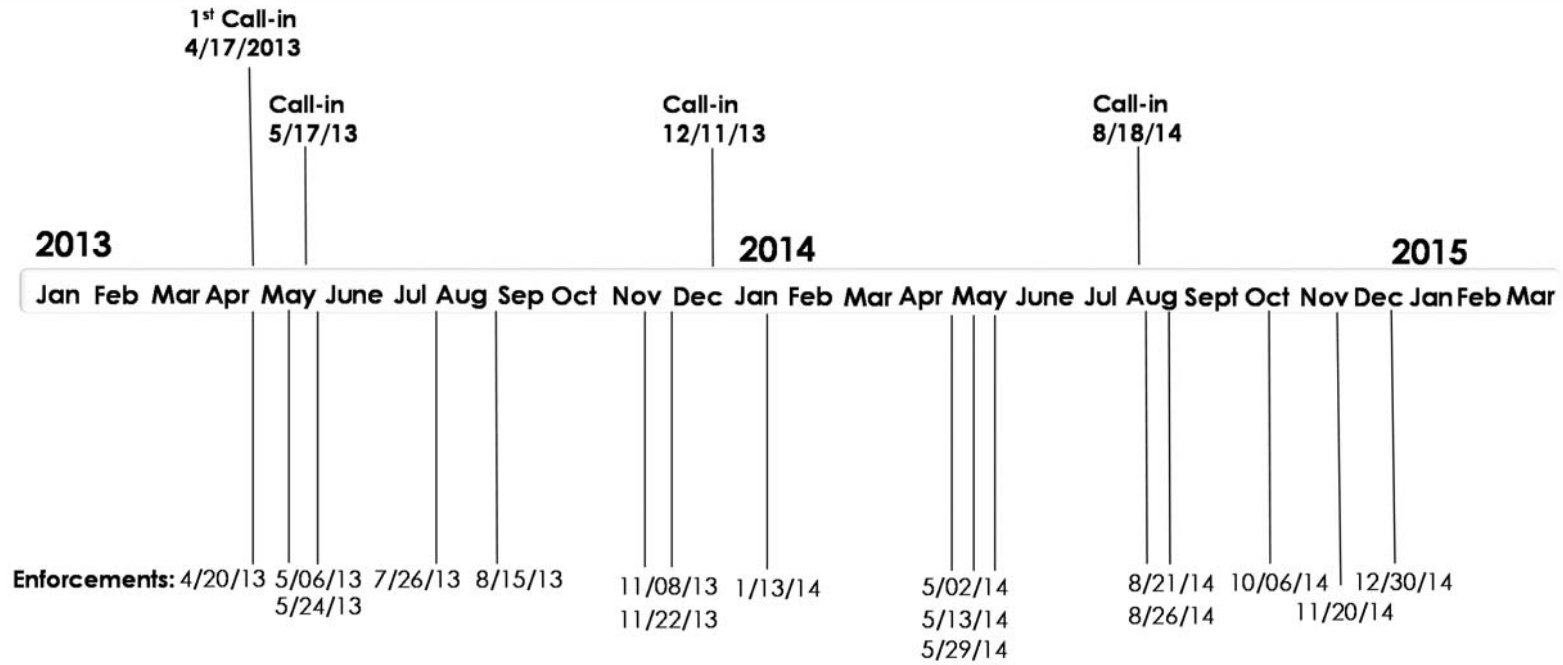 1st Call-in
4/17/2013
Call-in
5/17/13
Call-in
12/11/13
Call-in
8/18/14
2013
2014
2015
Jan Feb Mar Apr May June Jul Aug Sep Oct Nov Dec Jan Feb Mar Apr May June Jul Aug Sept Oct Nov Dec Jan Feb Mar
Enforcements: 4/20/13 5/06/13 7/26/13 8/15/13 11/08/13 1/13/14 5/02/14 8/21/14 10/06/14 12/30/14
5/24/13 11/22/13 5/13/14 8/26/14 11/20/14
5/29/14